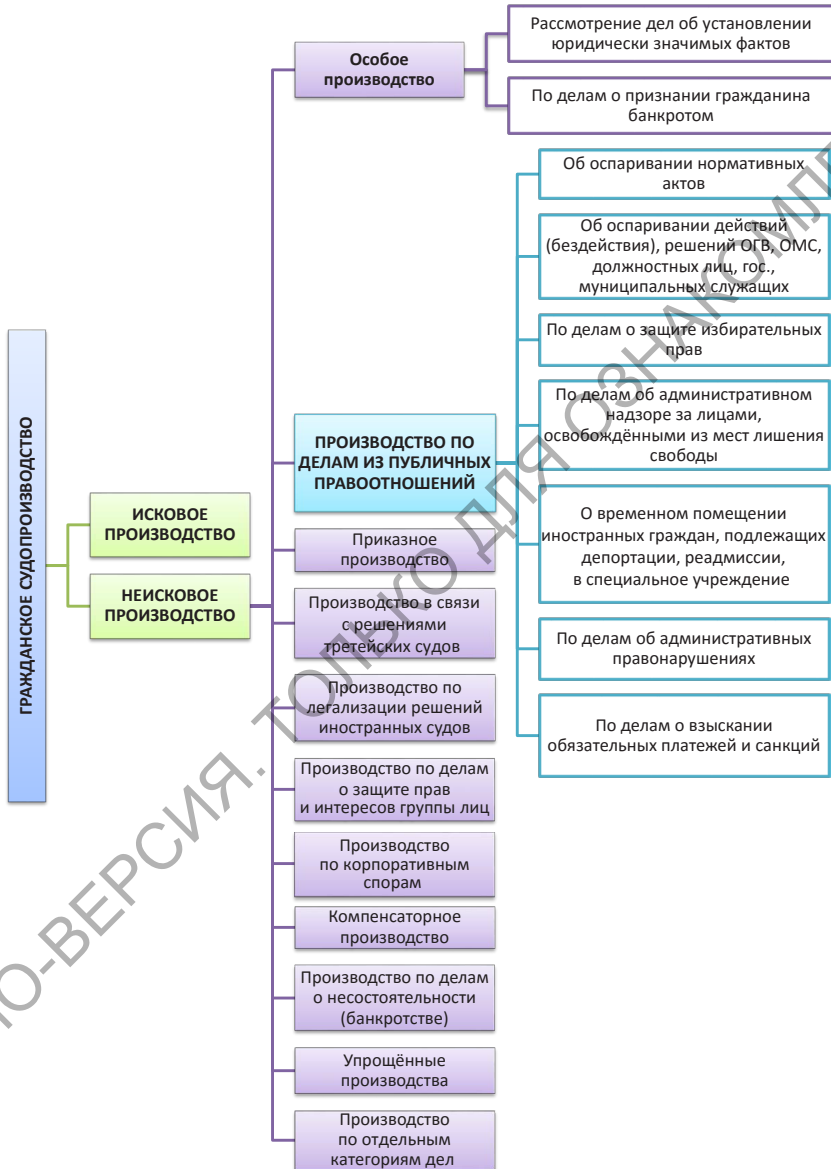 ГРАЖДАНСКОЕ СУДОПРОИЗВОДСТВО
ИСКОВОЕ
ПРОИЗВОДСТВО
НЕИСКОВОЕ
ПРОИЗВОДСТВО
Особое
производство
Рассмотрение дел об установлении
юридически значимых фактов
По делам о признании гражданина
банкротом
ПРОИЗВОДСТВО ПО
ДЕЛАМ ИЗ ПУБЛИЧНЫХ
ПРАВООТНОШЕНИЙ
Об оспаривании нормативных
актов
Об оспаривании действий
(бездействия), решений ОГВ, ОМС,
должностных лиц, гос.,
муниципальных служащих
По делам о защите избирательных
прав
По делам об административном
надзоре за лицами,
освобождёнными из мест лишения
свободы
О временном помещении
иностранных граждан, подлежащих
депортации, реадмиссии,
в специальное учреждение
По делам об административных
правонарушениях
По делам о взыскании
обязательных платежей и санкций
Приказное
производство
Производство в связи
с решениями
третейских судов
Производство по
легализации решений
иностранных судов
Производство по делам
о защите прав
и интересов группы лиц
Производство
по корпоративным
спорам
Компенсаторное
производство
Производство по делам
о несостоятельности
(банкротстве)
Упрощённые
производства
Производство
по отдельным
категориям дел
О-ВЕРСИЯ. ТОЛЬКО ДЛЯ ОЗНАКОМЛЕ